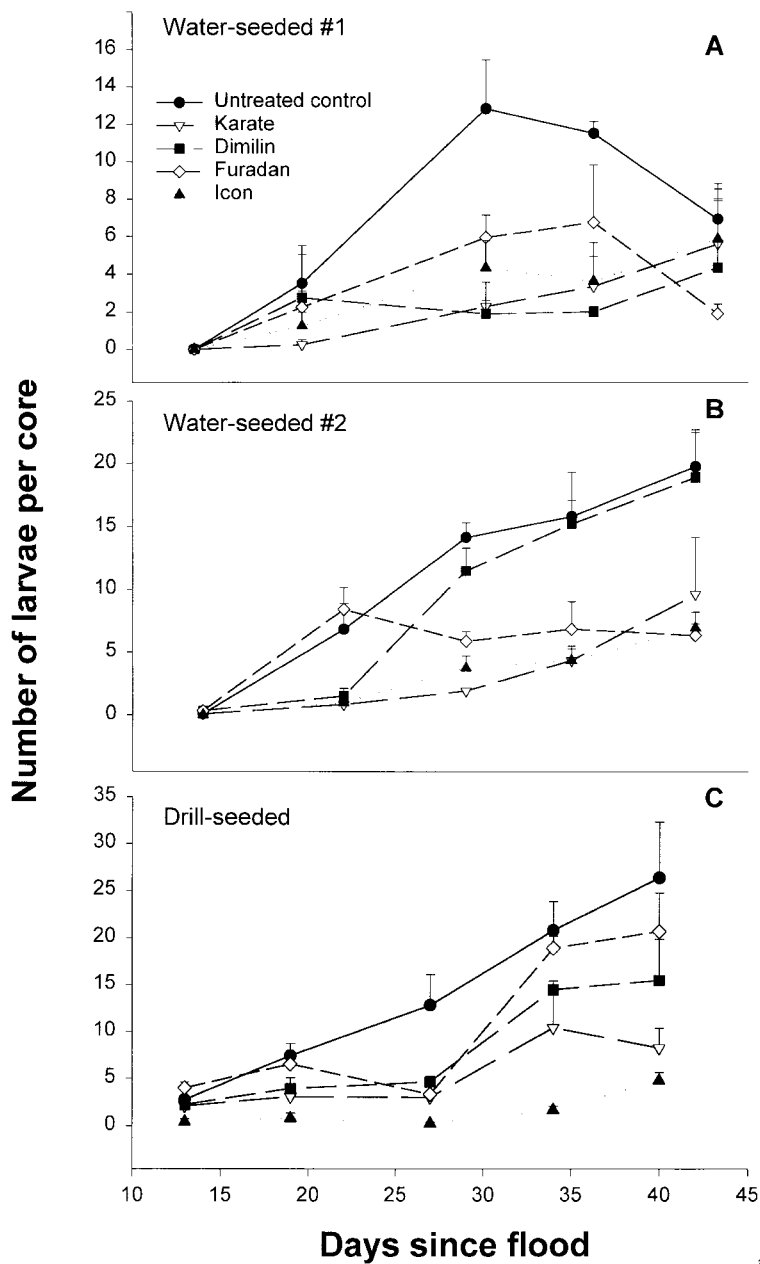 Water-seeded #1
A
16
14
12
10
8
6
4
2
0
Untreated control
Karate
Dimilin
Furadan
Icon
Number of larvae per core
Water-seeded #2
B
25
20
15
10
5
0
Drill-seeded
C
35
30
25
20
15
10
5
0
10 15 20 25 30 35 40 45
Days since flood